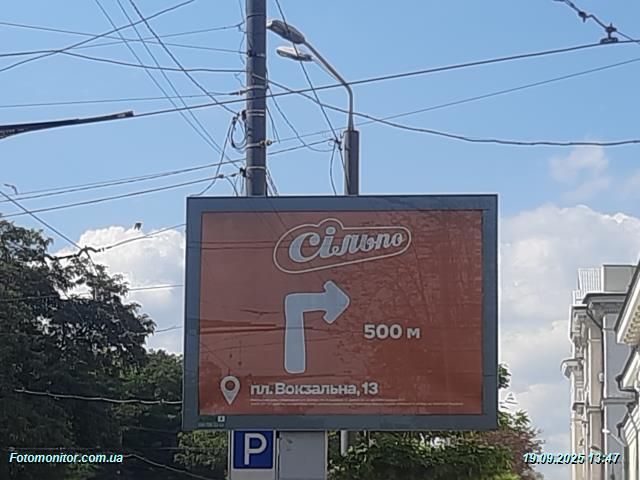 Сільпо
500 м
пл. Вокзальна, 13
P
Fotomonitor.com.ua
19.09.2025 13:47